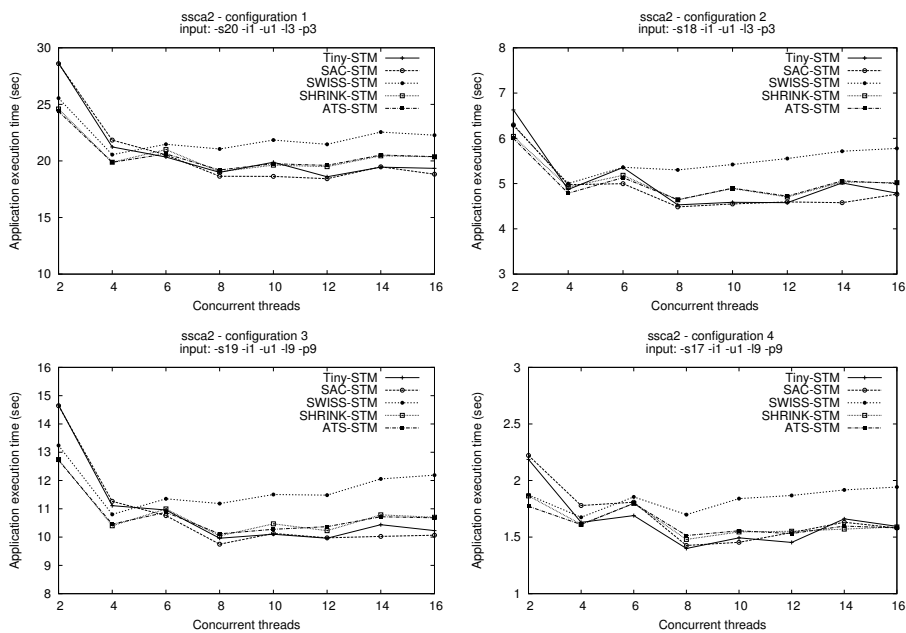 ssca2 - configuration 1
input: -s20 -i1 -u1 -l3 -p3
30
25
20
15
10
Application execution time (sec)
Tiny-STM
SAC-STM
SWISS-STM
SHRINK-STM
ATS-STM
2 4 6 8 10 12 14 16
Concurrent threads
ssca2 - configuration 2
input: -s18 -i1 -u1 -l3 -p3
8
7
6
5
4
3
Application execution time (sec)
Tiny-STM
SAC-STM
SWISS-STM
SHRINK-STM
ATS-STM
2 4 6 8 10 12 14 16
Concurrent threads
ssca2 - configuration 3
input: -s19 -i1 -u1 -l9 -p9
16
15
14
13
12
11
10
9
8
Application execution time (sec)
Tiny-STM
SAC-STM
SWISS-STM
SHRINK-STM
ATS-STM
2 4 6 8 10 12 14 16
Concurrent threads
ssca2 - configuration 4
input: -s17 -i1 -u1 -l9 -p9
3
2.5
2
1.5
1
Application execution time (sec)
Tiny-STM
SAC-STM
SWISS-STM
SHRINK-STM
ATS-STM
2 4 6 8 10 12 14 16
Concurrent threads